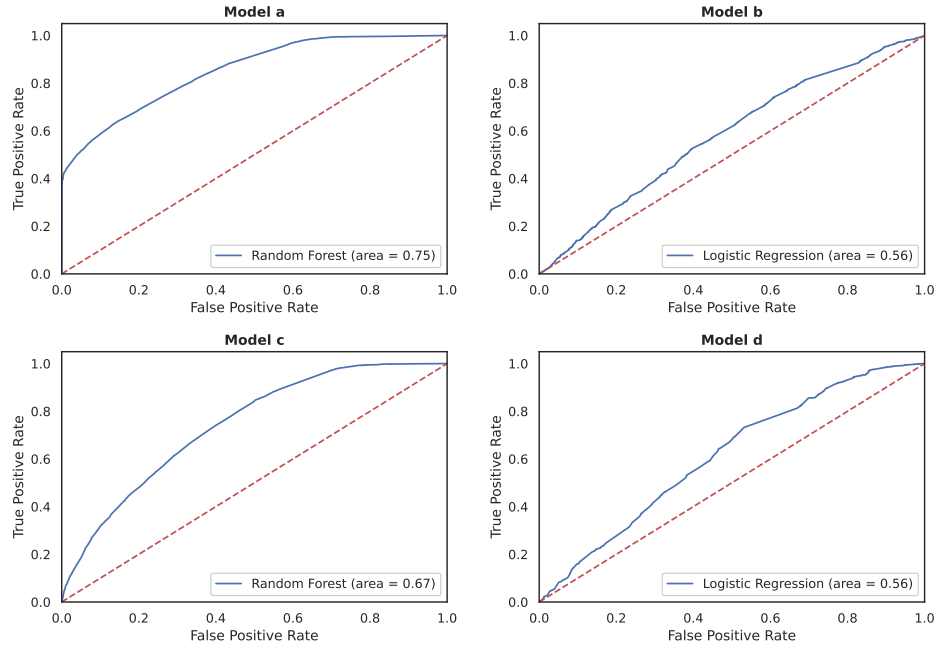 Model a
1.0
0.8
0.6
0.4
0.2
0.0
True Positive Rate
Random Forest (area = 0.75)
0.0 0.2 0.4 0.6 0.8 1.0
False Positive Rate
Model b
1.0
0.8
0.6
0.4
0.2
0.0
True Positive Rate
Logistic Regression (area = 0.56)
0.0 0.2 0.4 0.6 0.8 1.0
False Positive Rate
Model c
1.0
0.8
0.6
0.4
0.2
0.0
True Positive Rate
Random Forest (area = 0.67)
0.0 0.2 0.4 0.6 0.8 1.0
False Positive Rate
Model d
1.0
0.8
0.6
0.4
0.2
0.0
True Positive Rate
Logistic Regression (area = 0.56)
0.0 0.2 0.4 0.6 0.8 1.0
False Positive Rate